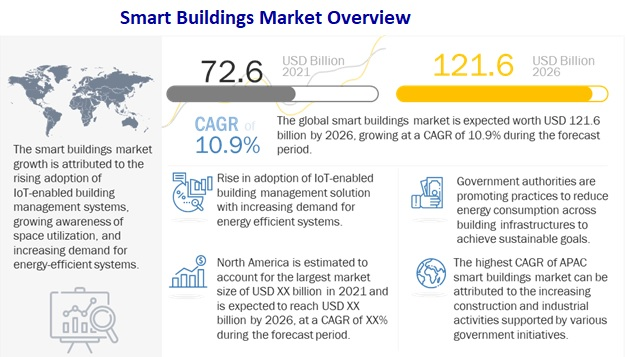 Smart Buildings Market Overview
The smart buildings market
growth is attributed to the
rising adoption of
IoT-enabled building
management systems,
growing awareness of
space utilization, and
increasing demand for
energy-efficient systems.
72.6
USD Billion
2021
121.6
USD Billion
2026
CAGR of
10.9%
The global smart buildings market is expected worth USD 121.6
billion by 2026, growing at a CAGR of 10.9% during the forecast
period.
Rise in adoption of IoT-enabled
building management solution
with increasing demand for
energy efficient systems.
Government authorities are
promoting practices to reduce
energy consumption across
building infrastructures to
achieve sustainable goals.
North America is estimated to
account for the largest market
size of USD XX billion in 2021 and
is expected to reach USD XX
billion by 2026, at a CAGR of XX%
during the forecast period.
The highest CAGR of APAC
smart buildings market can be
attributed to the increasing
construction and industrial
activities supported by various
government initiatives.